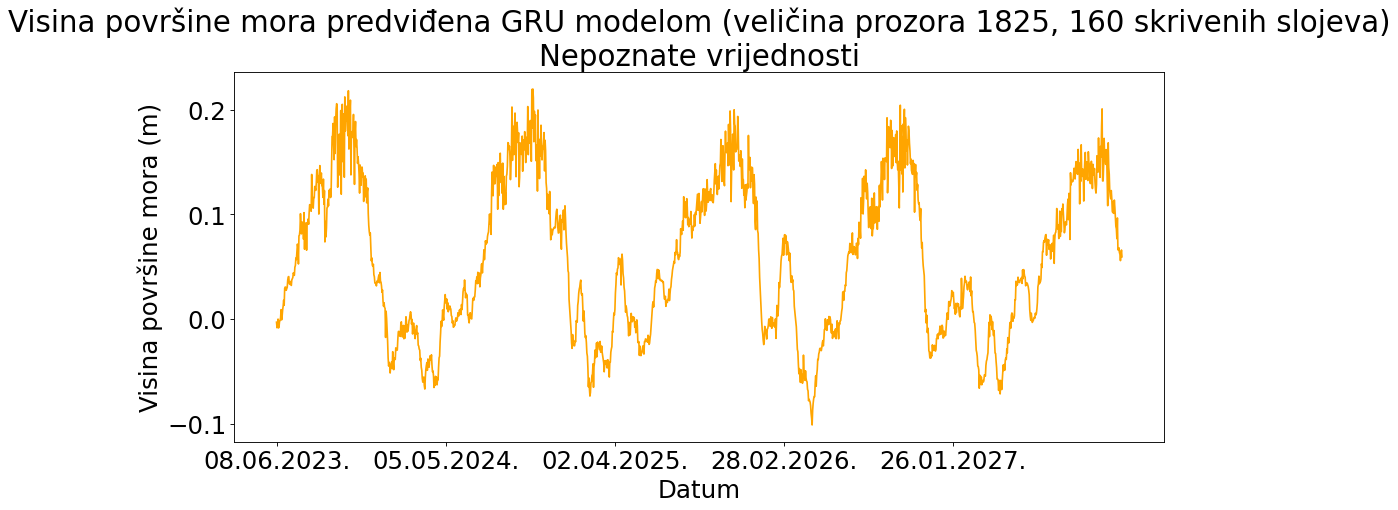 Visina površine mora predviđena GRU modelom (veličina prozora 1825, 160 skrivenih slojeva)
Nepoznate vrijednosti
Visina površine mora (m)
0.2
0.1
0.0
−0.1
08.06.2023. 05.05.2024. 02.04.2025. 28.02.2026. 26.01.2027.
Datum